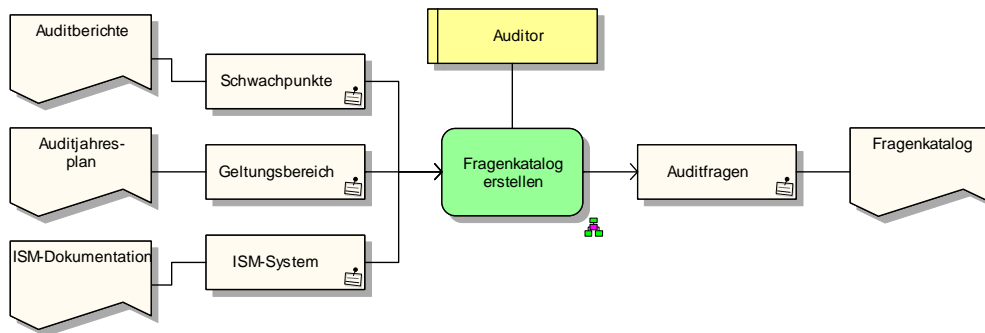 Auditberichte
Schwachpunkte
Auditor
Auditjahres-
plan
Geltungsbereich
Fragenkatalog
erstellen
Auditfragen
Fragenkatalog
ISM-Dokumentation
ISM-System